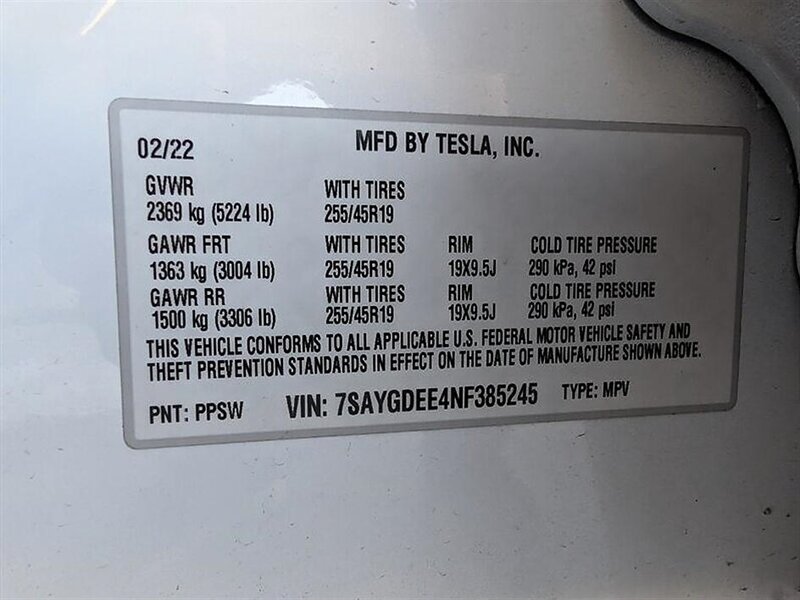 02/22 MFD BY TESLA, INC.
GVWR WITH TIRES
2369 kg (5224 lb) 255/45R19
GAWR FRT WITH TIRES RIM COLD TIRE PRESSURE
1363 kg (3004 lb) 255/45R19 19X9.5J 290 kPa, 42 psi
GAWR RR WITH TIRES RIM COLD TIRE PRESSURE
1500 kg (3306 lb) 255/45R19 19X9.5J 290 kPa, 42 psi
THIS VEHICLE CONFORMS TO ALL APPLICABLE U.S. FEDERAL MOTOR VEHICLE SAFETY AND
THEFT PREVENTION STANDARDS IN EFFECT ON THE DATE OF MANUFACTURE SHOWN ABOVE.
PNT: PPSW VIN: 7SAYGDEE4NF385245 TYPE: MPV